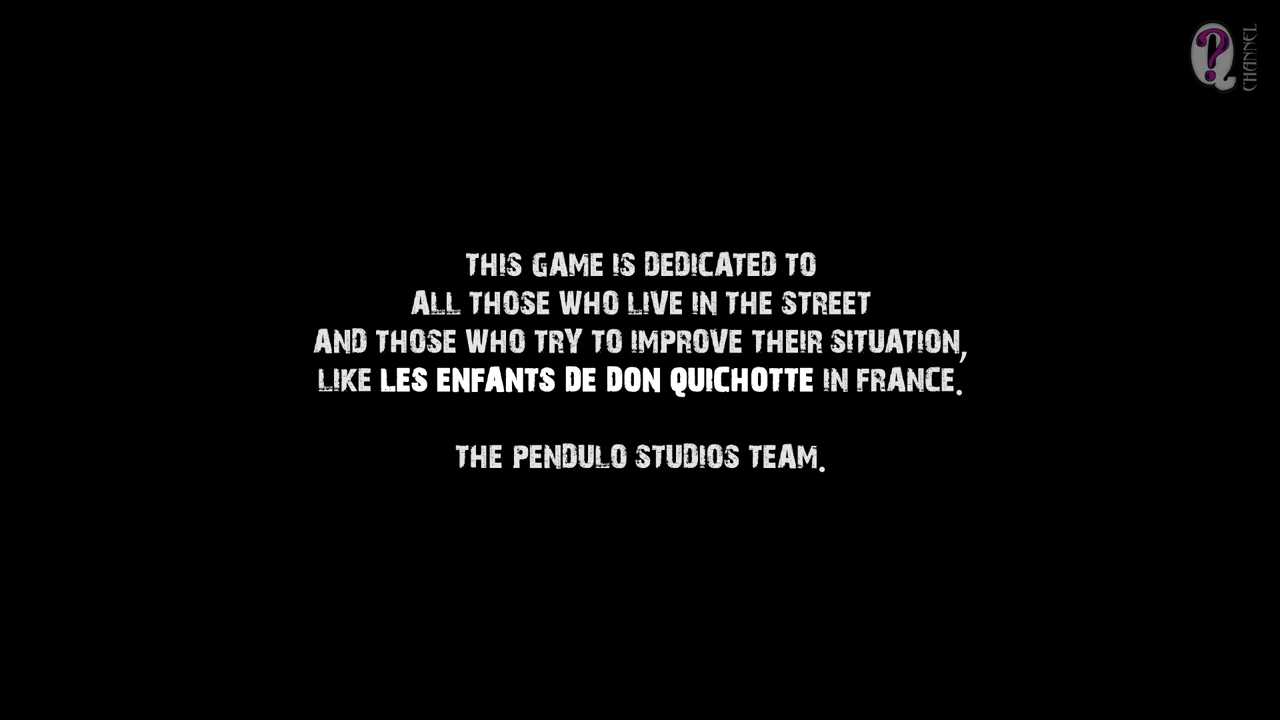 THIS GAME IS DEDICATED TO
ALL THOSE WHO LIVE IN THE STREET
AND THOSE WHO TRY TO IMPROVE THEIR SITUATION,
LIKE LES ENFANTS DE DON QUICHOTTE IN FRANCE.
THE PENDULO STUDIOS TEAM.
Q?
CHANNEL